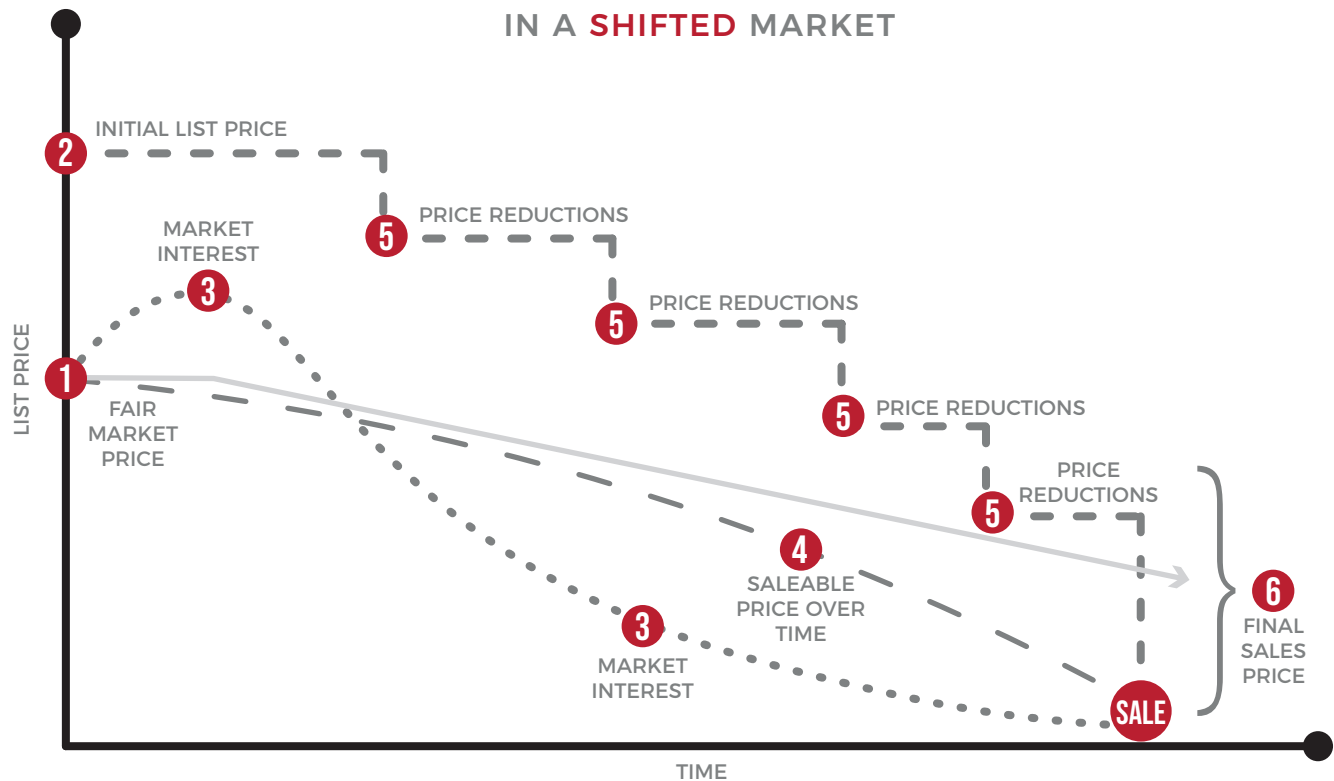 IN A SHIFTED MARKET
2
INITIAL LIST PRICE
5
PRICE REDUCTIONS
MARKET
INTEREST
3
5
PRICE REDUCTIONS
LIST PRICE
1
FAIR
MARKET
PRICE
5
PRICE REDUCTIONS
PRICE
REDUCTIONS
5
4
SALEABLE
PRICE OVER
TIME
6
FINAL
SALES
PRICE
3
MARKET
INTEREST
SALE
TIME